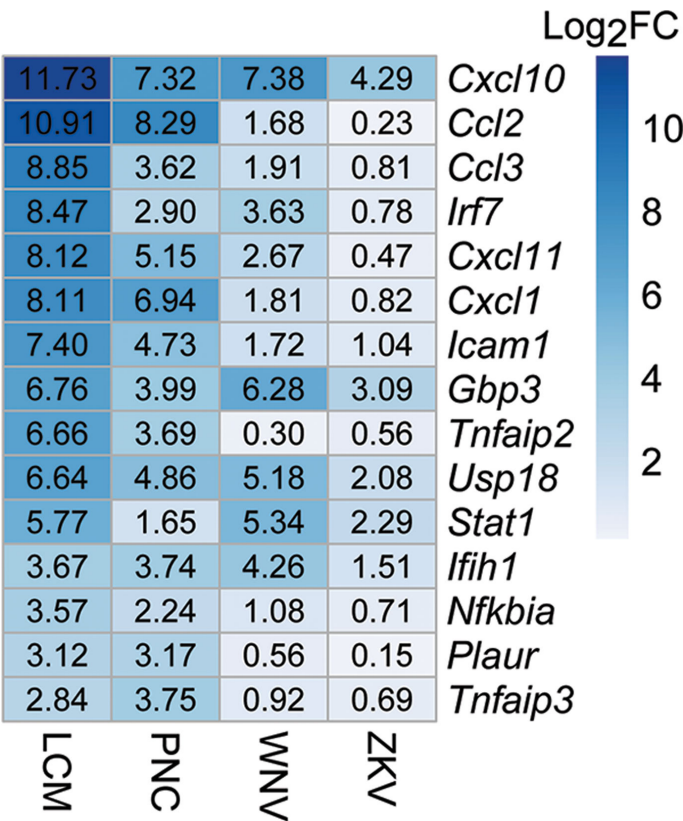 Log2FC
11.73 7.32 7.38 4.29 Cxcl10
10.91 8.29 1.68 0.23 Ccl2
8.85 3.62 1.91 0.81 Ccl3
8.47 2.90 3.63 0.78 Irf7
8.12 5.15 2.67 0.47 Cxcl11
8.11 6.94 1.81 0.82 Cxcl1
7.40 4.73 1.72 1.04 Icam1
6.76 3.99 6.28 3.09 Gbp3
6.66 3.69 0.30 0.56 Tnfaip2
6.64 4.86 5.18 2.08 Usp18
5.77 1.65 5.34 2.29 Stat1
3.67 3.74 4.26 1.51 Ifih1
3.57 2.24 1.08 0.71 Nfkbia
3.12 3.17 0.56 0.15 Plaur
2.84 3.75 0.92 0.69 Tnfaip3
LCM PNC WNV ZKV
10
8
6
4
2